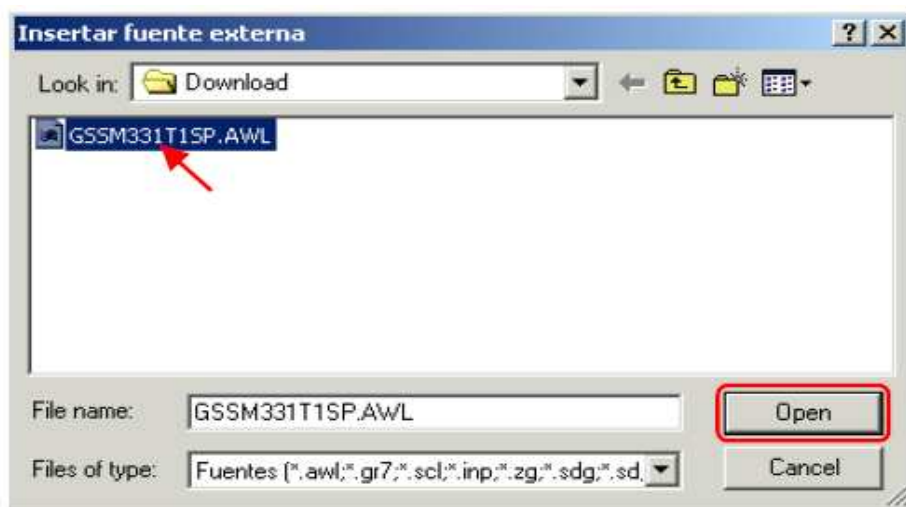 Insertar fuente externa
Look in: Download
GSSM331T1SP.AWL
File name: GSSM331T1SP.AWL Open
Files of type: Fuentes (*.awl;*.gr7;*.scl;*.inp;*.zg;*.sdg;*.sd, Cancel